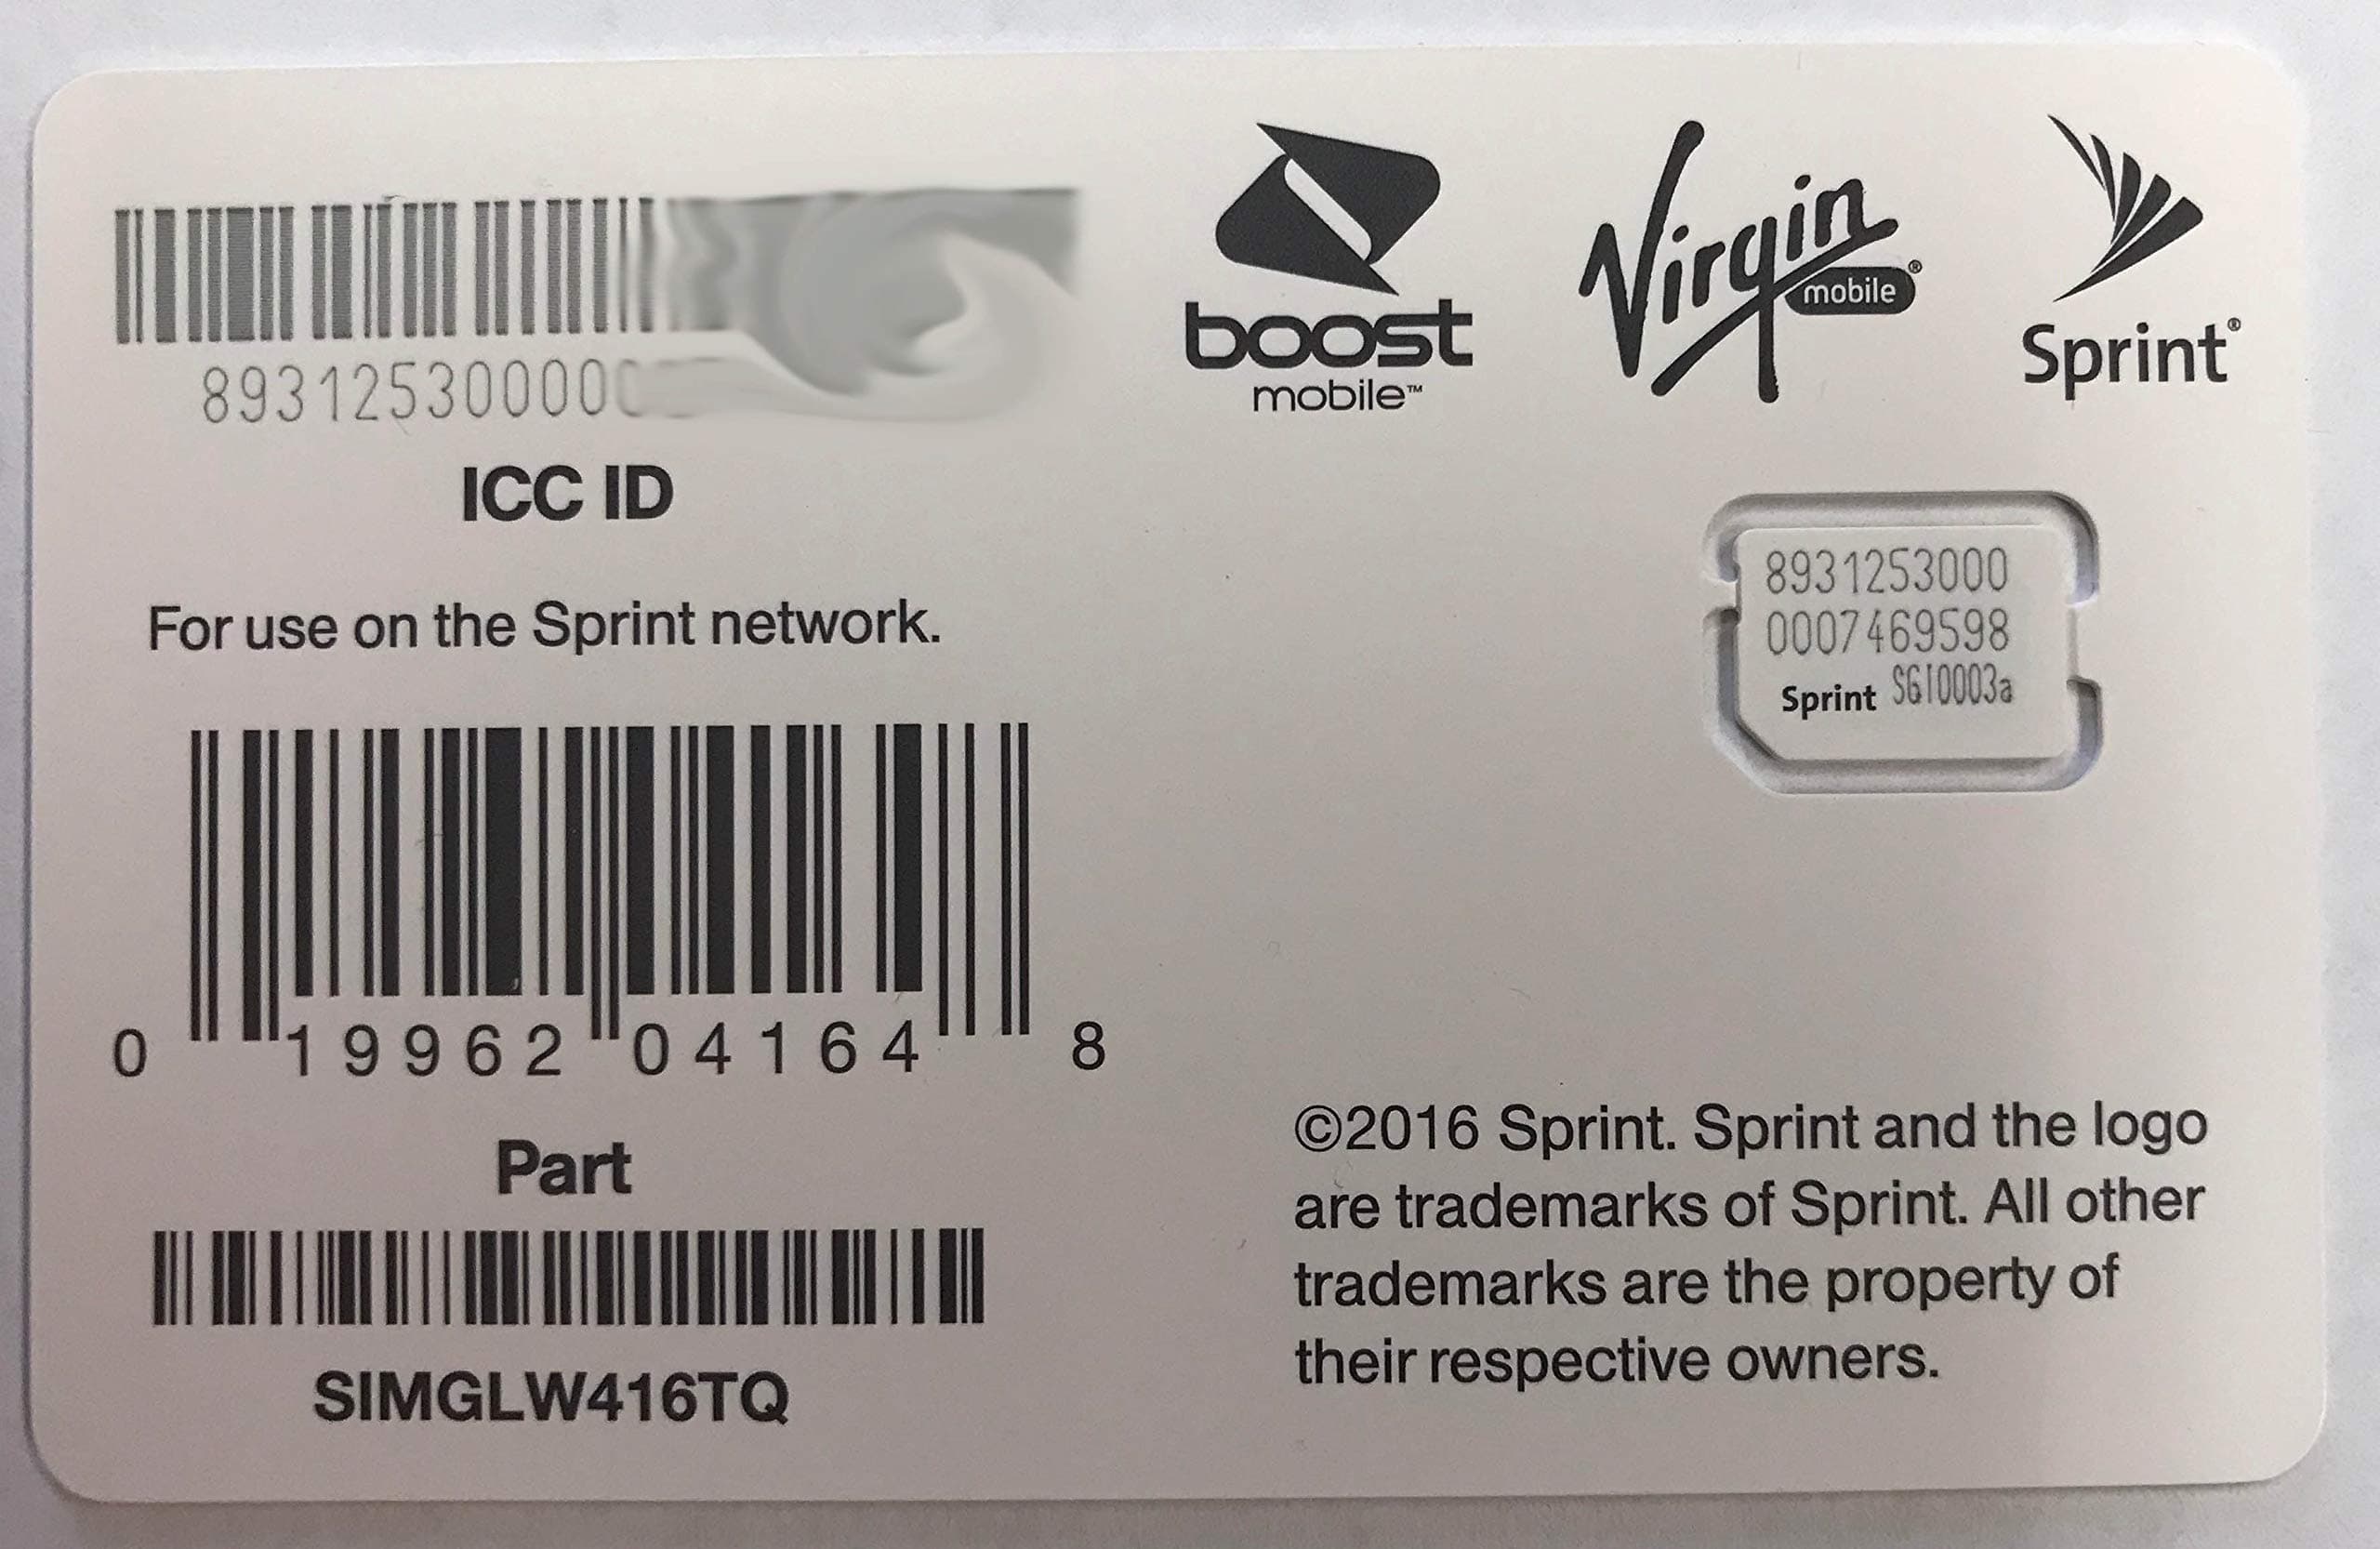 boost
mobile™
Virgin
mobile®
Sprint®
89312530000
ICC ID
For use on the Sprint network.
8931253000
0007469598
Sprint SGI0003a
0 19962 04164 8
Part
SIMGLW416TQ
©2016 Sprint. Sprint and the logo
are trademarks of Sprint. All other
trademarks are the property of
their respective owners.